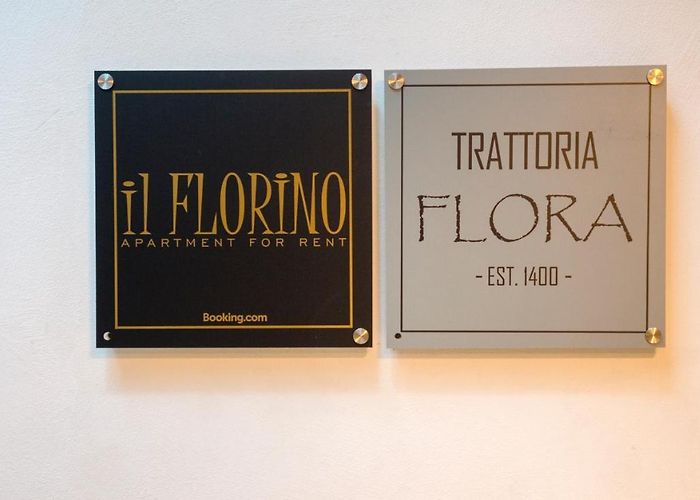 il FLORiNO
APARTMENT FOR RENT
Booking.com
TRATTORIA
FLORA
- EST. 1400 -